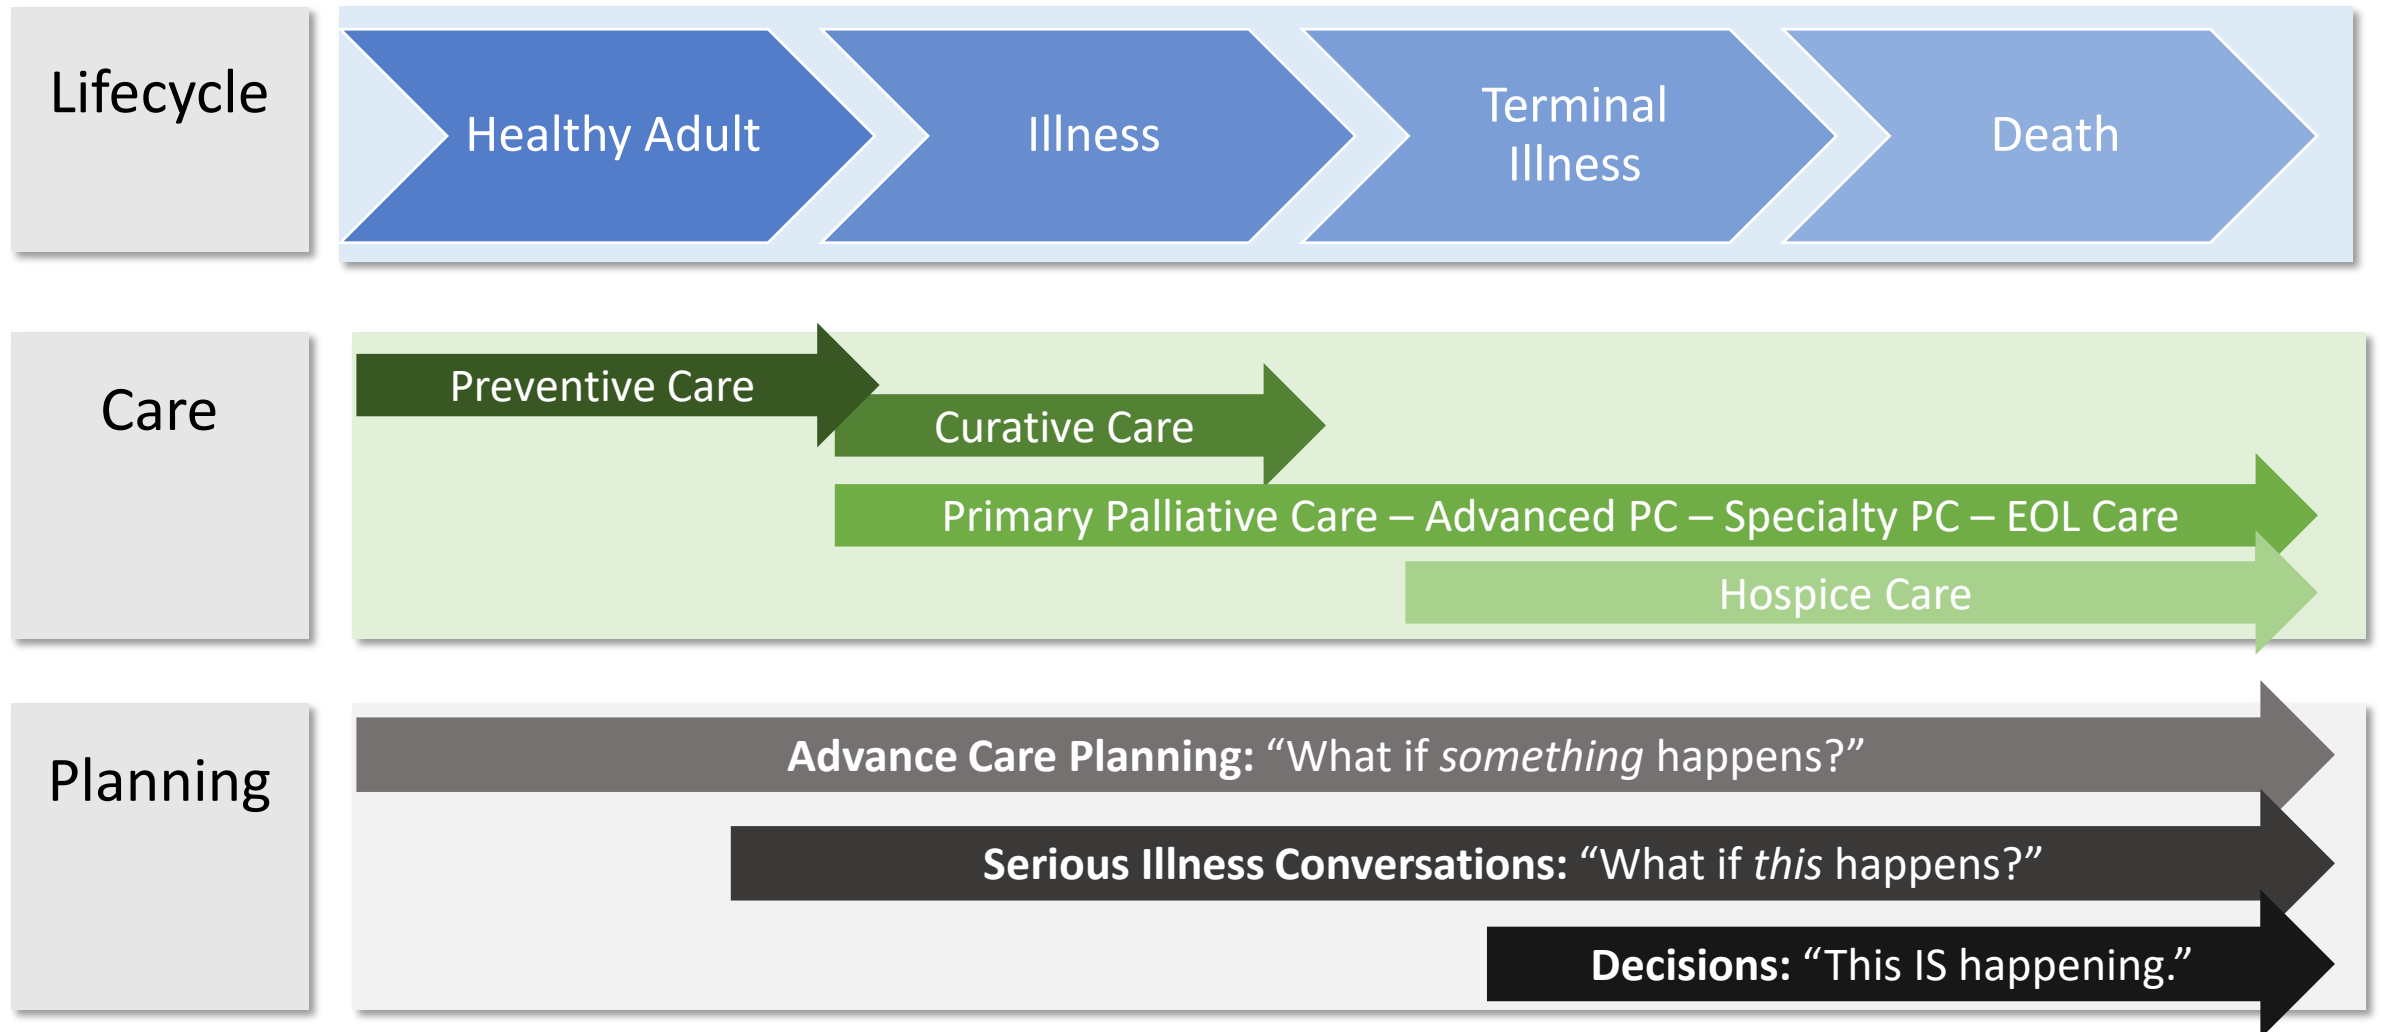 Lifecycle
Healthy Adult
Illness
Terminal
Illness
Death
Care
Preventive Care
Curative Care
Primary Palliative Care – Advanced PC – Specialty PC – EOL Care
Hospice Care
Planning
Advance Care Planning: “What if something happens?”
Serious Illness Conversations: “What if this happens?”
Decisions: “This IS happening.”